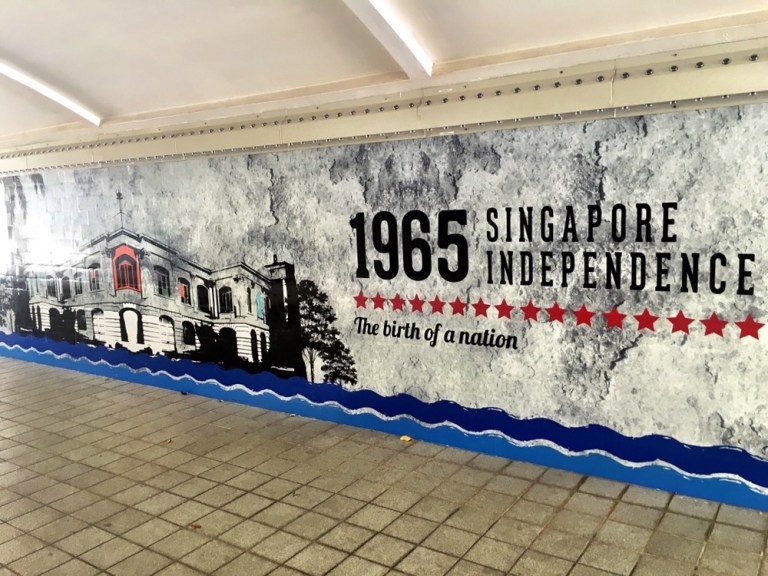 1965 SINGAPORE
INDEPENDENCE
The birth of a nation